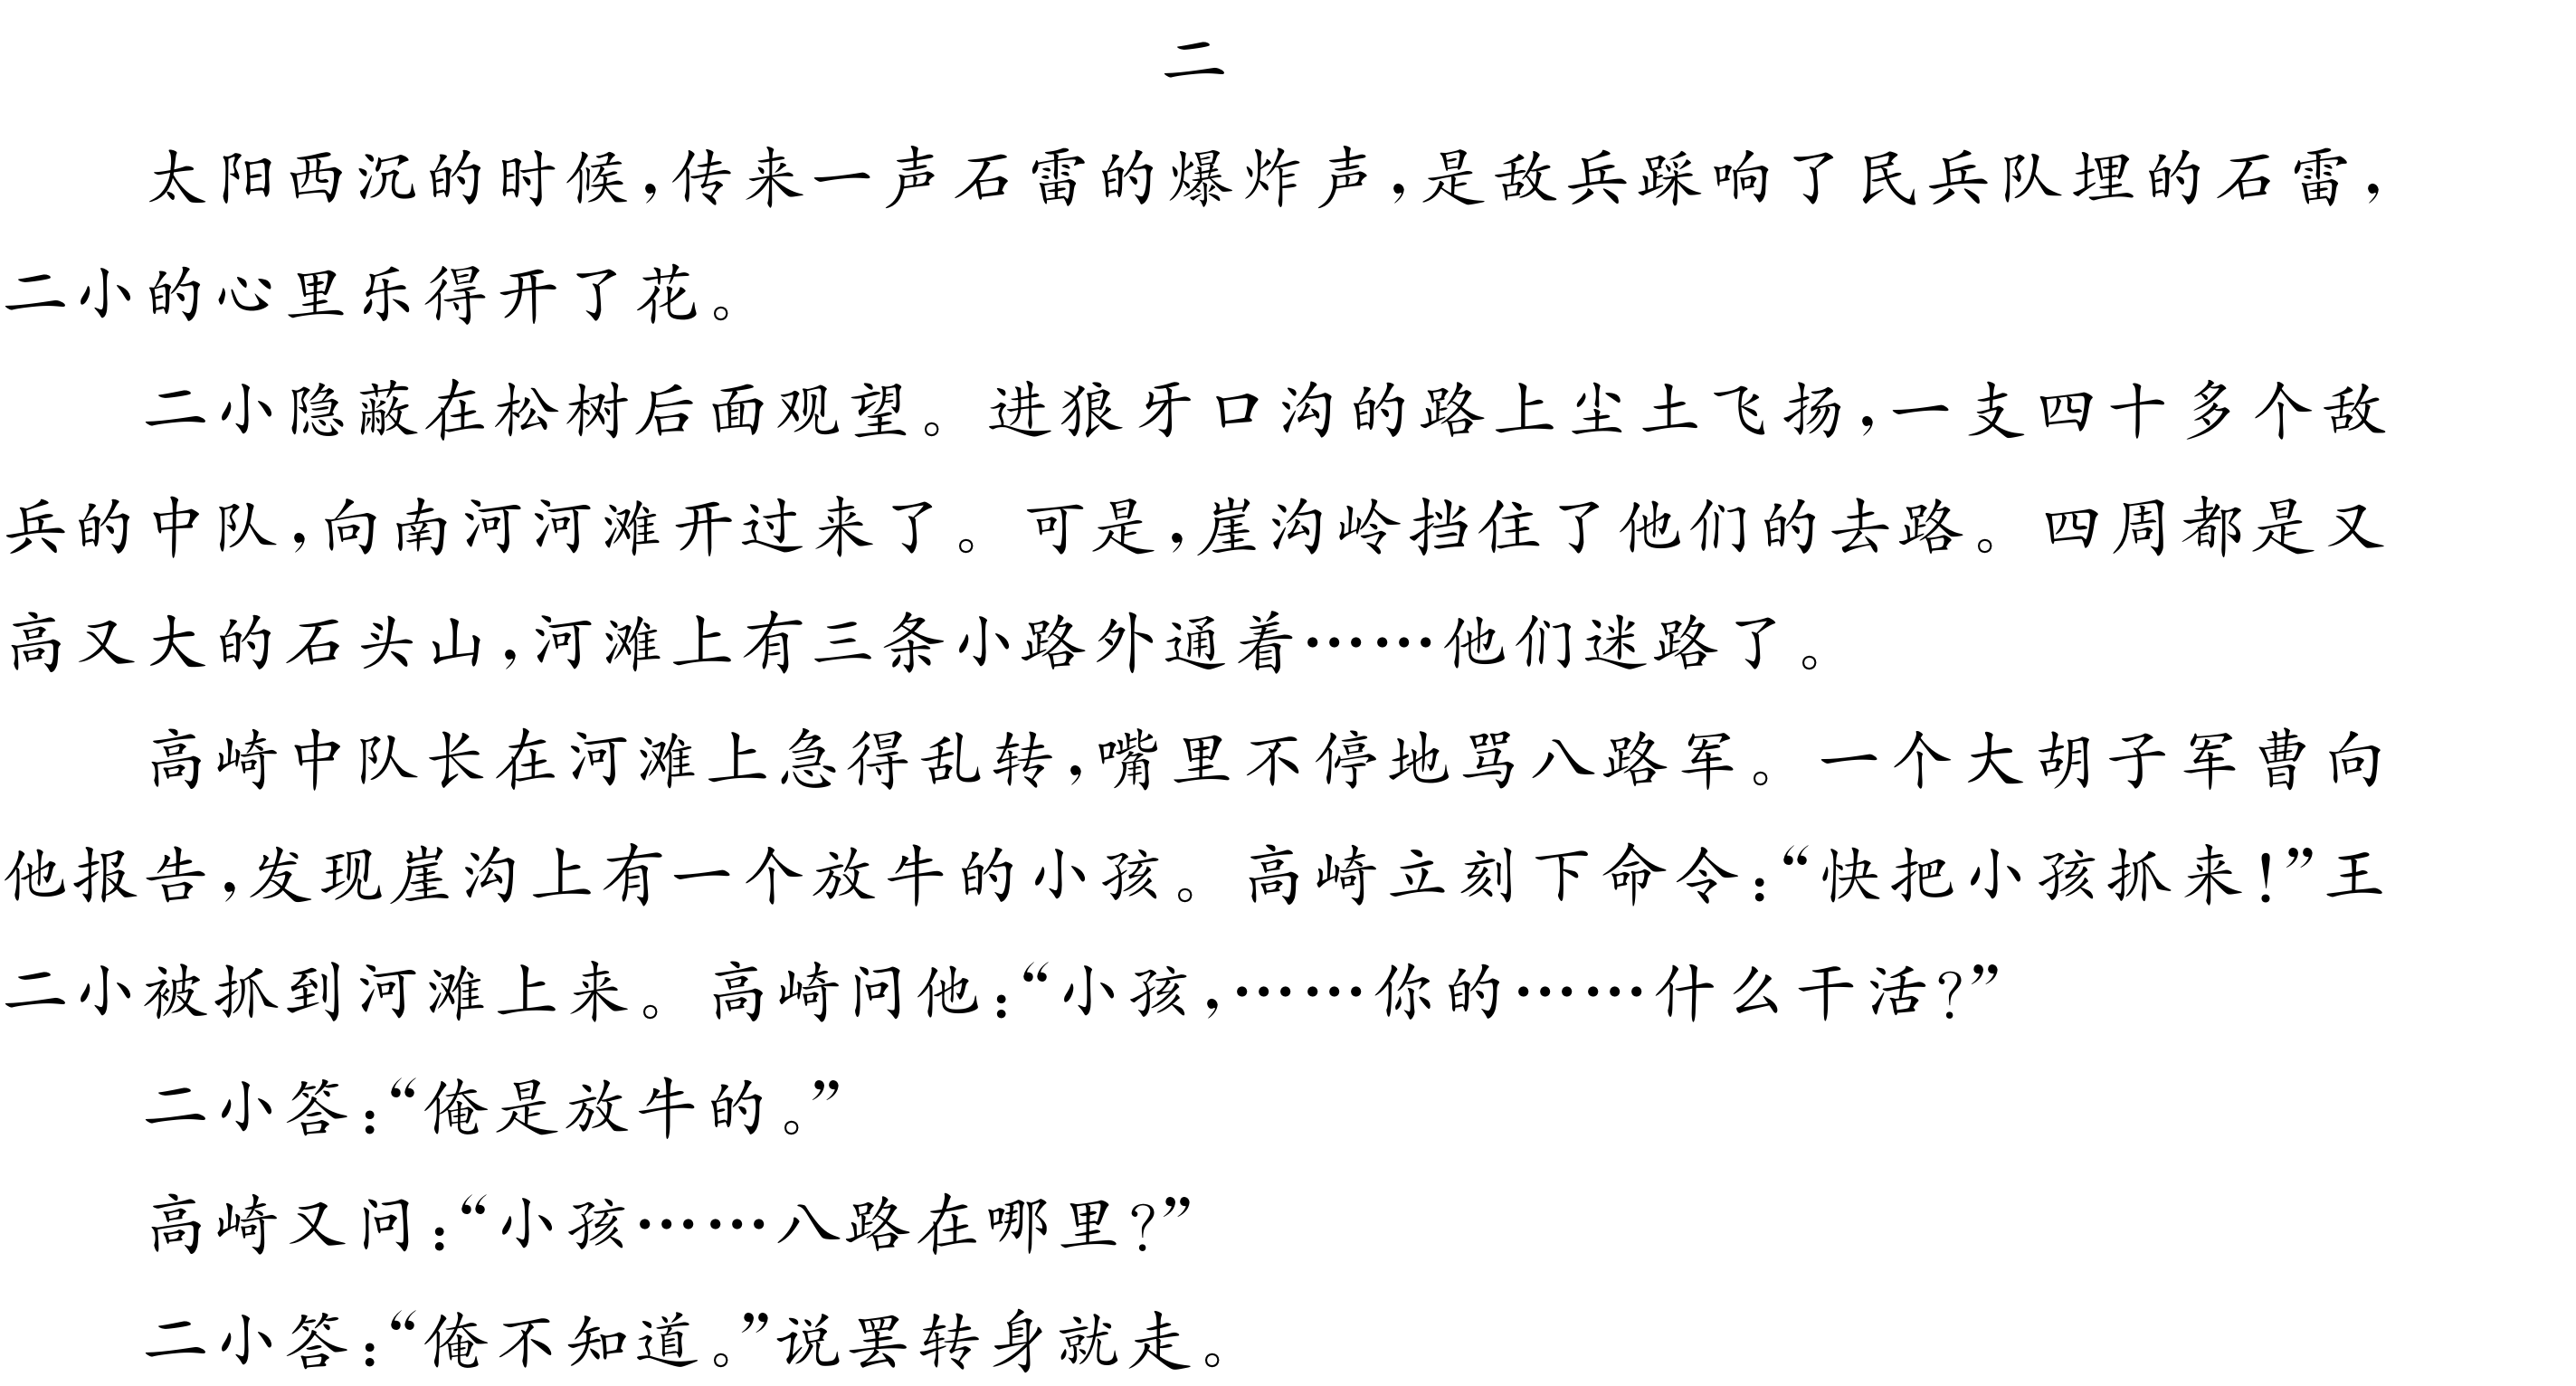 二
太阳西沉的时候,传来一声石雷的爆炸声,是敌兵踩响了民兵队埋的石雷,
二小的心里乐得开了花。
二小隐蔽在松树后面观望。进狼牙口沟的路上尘土飞扬,一支四十多个敌
兵的中队,向南河河滩开过来了。可是,崖沟岭挡住了他们的去路。四周都是又
高又大的石头山,河滩上有三条小路外通着……他们迷路了。
高崎中队长在河滩上急得乱转,嘴里不停地骂八路军。一个大胡子军曹向
他报告,发现崖沟上有一个放牛的小孩。高崎立刻下命令:“快把小孩抓来!”王
二小被抓到河滩上来。高崎问他:“小孩,……你的……什么干活?”
二小答:“俺是放牛的。”
高崎又问:“小孩……八路在哪里?”
二小答:“俺不知道。”说罢转身就走。